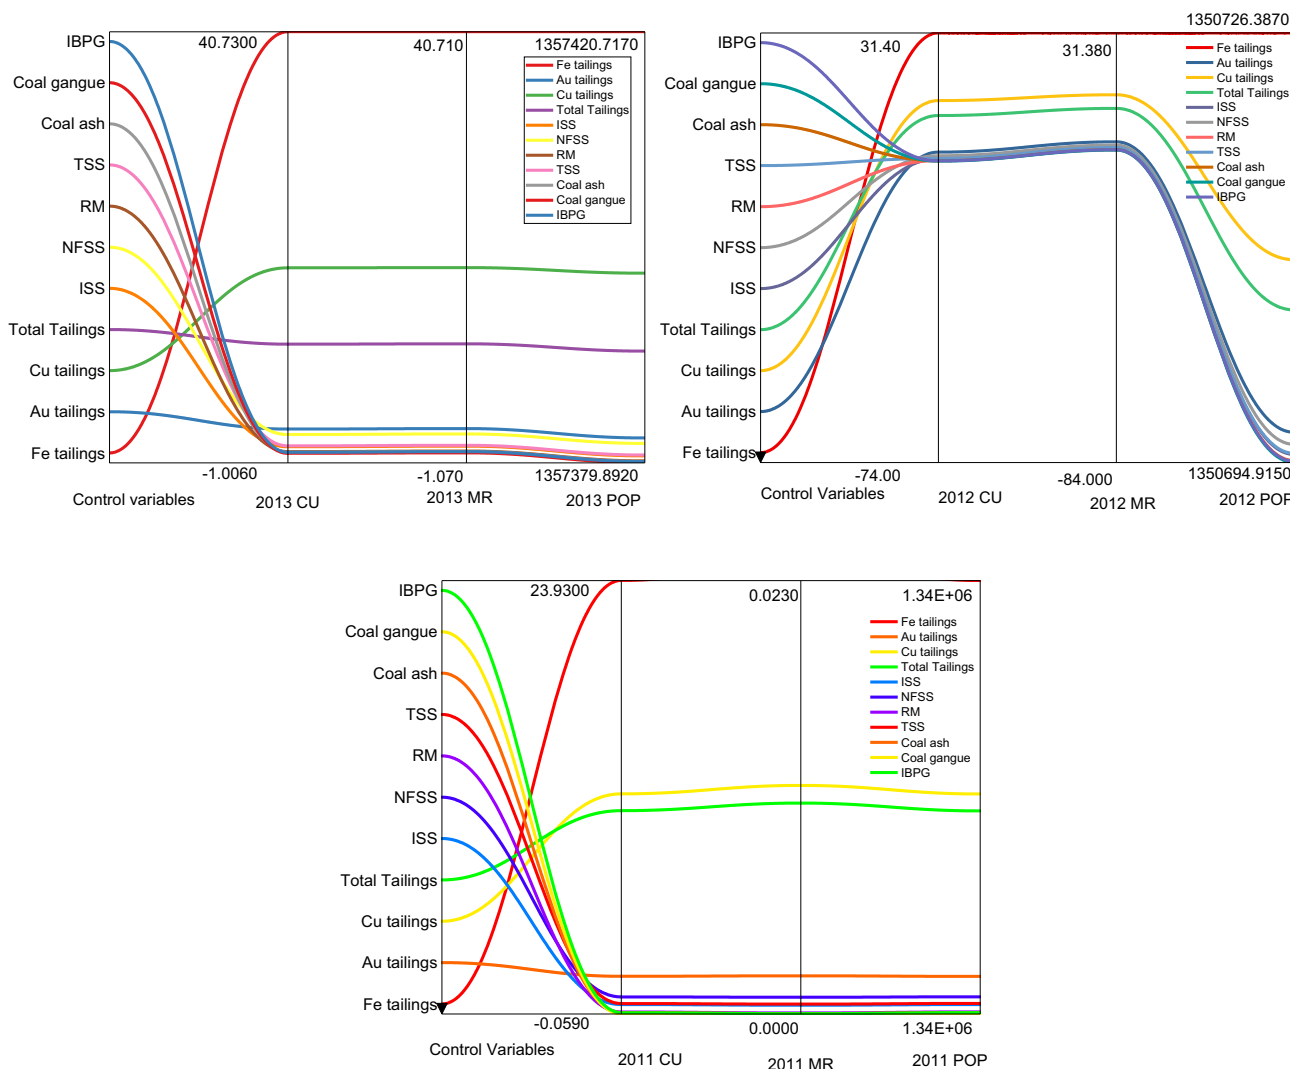 IBPG
Coal gangue
Coal ash
TSS
RM
NFSS
ISS
Total Tailings
Cu tailings
Au tailings
Fe tailings
Control variables
40.7300
40.710
1357420.7170
Fe tailings
Au tailings
Cu tailings
Total Tailings
ISS
NFSS
RM
TSS
Coal ash
Coal gangue
IBPG
-1.0060
-1.070
1357379.8920
2013 CU
2013 MR
2013 POP
IBPG
Coal gangue
Coal ash
TSS
RM
NFSS
ISS
Total Tailings
Cu tailings
Au tailings
Fe tailings
Control Variables
31.40
31.380
1350726.3870
Fe tailings
Au tailings
Cu tailings
Total Tailings
ISS
NFSS
RM
TSS
Coal ash
Coal gangue
IBPG
-74.00
-84.000
1350694.9150
2012 CU
2012 MR
2012 POP
IBPG
Coal gangue
Coal ash
TSS
RM
NFSS
ISS
Total Tailings
Cu tailings
Au tailings
Fe tailings
Control Variables
23.9300
0.0230
1.34E+06
Fe tailings
Au tailings
Cu tailings
Total Tailings
ISS
NFSS
RM
TSS
Coal ash
Coal gangue
IBPG
-0.0590
0.0000
1.34E+06
2011 CU
2011 MR
2011 POP